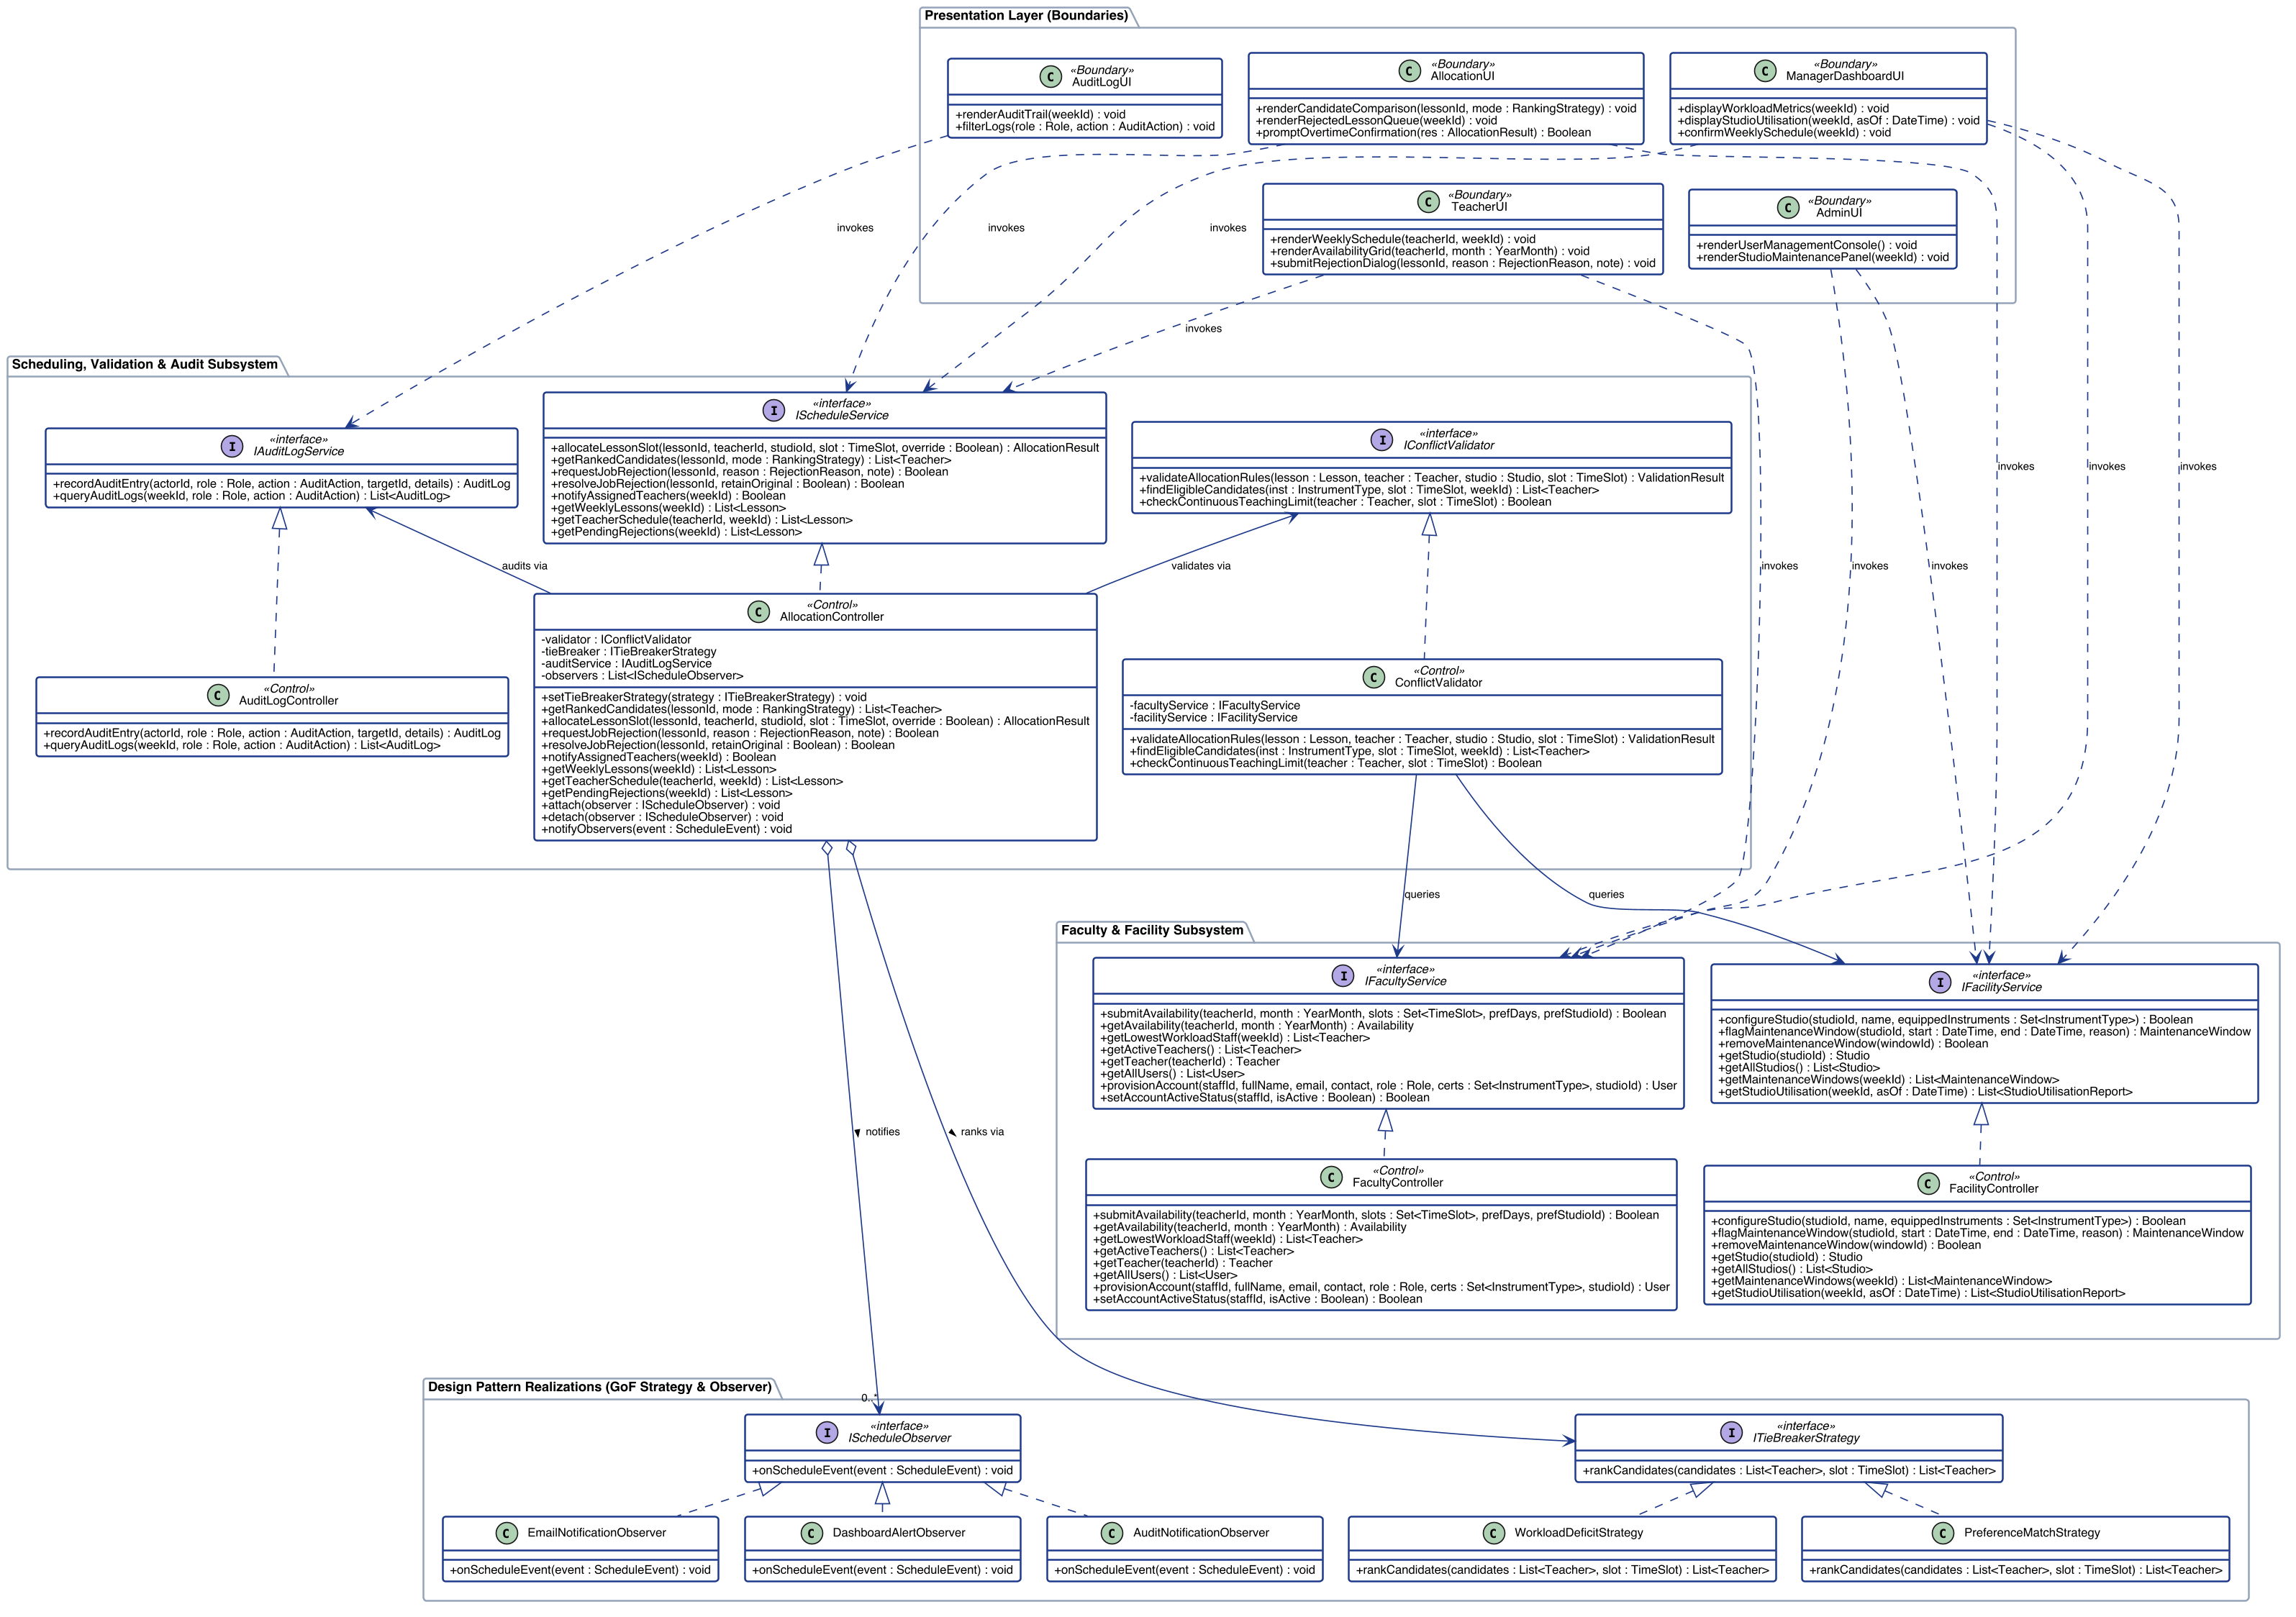 Presentation Layer (Boundaries)
«Boundary»
AuditLogUI
+renderAuditTrail(weekId) : void
+filterLogs(role : Role, action : AuditAction) : void
«Boundary»
AllocationUI
+renderCandidateComparison(lessonId, mode : RankingStrategy) : void
+renderRejectedLessonQueue(weekId) : void
+promptOvertimeConfirmation(res : AllocationResult) : Boolean
«Boundary»
ManagerDashboardUI
+displayWorkloadMetrics(weekId) : void
+displayStudioUtilisation(weekId, asOf : DateTime) : void
+confirmWeeklySchedule(weekId) : void
«Boundary»
TeacherUI
+renderWeeklySchedule(teacherId, weekId) : void
+renderAvailabilityGrid(teacherId, month : YearMonth) : void
+submitRejectionDialog(lessonId, reason : RejectionReason, note) : void
«Boundary»
AdminUI
+renderUserManagementConsole() : void
+renderStudioMaintenancePanel(weekId) : void
invokes
invokes
invokes
invokes
Scheduling, Validation & Audit Subsystem
«interface»
IAuditLogService
+recordAuditEntry(actorId, role : Role, action : AuditAction, targetId, details) : AuditLog
+queryAuditLogs(weekId, role : Role, action : AuditAction) : List<AuditLog>
«interface»
IScheduleService
+allocateLessonSlot(lessonId, teacherId, studioId, slot : TimeSlot, override : Boolean) : AllocationResult
+getRankedCandidates(lessonId, mode : RankingStrategy) : List<Teacher>
+requestJobRejection(lessonId, reason : RejectionReason, note) : Boolean
+resolveJobRejection(lessonId, retainOriginal : Boolean) : Boolean
+notifyAssignedTeachers(weekId) : Boolean
+getWeeklyLessons(weekId) : List<Lesson>
+getTeacherSchedule(teacherId, weekId) : List<Lesson>
+getPendingRejections(weekId) : List<Lesson>
«interface»
IConflictValidator
+validateAllocationRules(lesson : Lesson, teacher : Teacher, studio : Studio, slot : TimeSlot) : ValidationResult
+findEligibleCandidates(inst : InstrumentType, slot : TimeSlot, weekId) : List<Teacher>
+checkContinuousTeachingLimit(teacher : Teacher, slot : TimeSlot) : Boolean
invokes
invokes
invokes
audits via
validates via
invokes
invokes
invokes
«Control»
AuditLogController
+recordAuditEntry(actorId, role : Role, action : AuditAction, targetId, details) : AuditLog
+queryAuditLogs(weekId, role : Role, action : AuditAction) : List<AuditLog>
«Control»
AllocationController
-validator : IConflictValidator
-tieBreaker : ITieBreakerStrategy
-auditService : IAuditLogService
-observers : List<IScheduleObserver>
+setTieBreakerStrategy(strategy : ITieBreakerStrategy) : void
+getRankedCandidates(lessonId, mode : RankingStrategy) : List<Teacher>
+allocateLessonSlot(lessonId, teacherId, studioId, slot : TimeSlot, override : Boolean) : AllocationResult
+requestJobRejection(lessonId, reason : RejectionReason, note) : Boolean
+resolveJobRejection(lessonId, retainOriginal : Boolean) : Boolean
+notifyAssignedTeachers(weekId) : Boolean
+getWeeklyLessons(weekId) : List<Lesson>
+getTeacherSchedule(teacherId, weekId) : List<Lesson>
+getPendingRejections(weekId) : List<Lesson>
+attach(observer : IScheduleObserver) : void
+detach(observer : IScheduleObserver) : void
+notifyObservers(event : ScheduleEvent) : void
«Control»
ConflictValidator
-facultyService : IFacultyService
-facilityService : IFacilityService
+validateAllocationRules(lesson : Lesson, teacher : Teacher, studio : Studio, slot : TimeSlot) : ValidationResult
+findEligibleCandidates(inst : InstrumentType, slot : TimeSlot, weekId) : List<Teacher>
+checkContinuousTeachingLimit(teacher : Teacher, slot : TimeSlot) : Boolean
queries
queries
Faculty & Facility Subsystem
«interface»
IFacultyService
+submitAvailability(teacherId, month : YearMonth, slots : Set<TimeSlot>, prefDays, prefStudioId) : Boolean
+getAvailability(teacherId, month : YearMonth) : Availability
+getLowestWorkloadStaff(weekId) : List<Teacher>
+getActiveTeachers() : List<Teacher>
+getTeacher(teacherId) : Teacher
+getAllUsers() : List<User>
+provisionAccount(staffId, fullName, email, contact, role : Role, certs : Set<InstrumentType>, studioId) : User
+setAccountActiveStatus(staffId, isActive : Boolean) : Boolean
«interface»
IFacilityService
+configureStudio(studioId, name, equippedInstruments : Set<InstrumentType>) : Boolean
+flagMaintenanceWindow(studioId, start : DateTime, end : DateTime, reason) : MaintenanceWindow
+removeMaintenanceWindow(windowId) : Boolean
+getStudio(studioId) : Studio
+getAllStudios() : List<Studio>
+getMaintenanceWindows(weekId) : List<MaintenanceWindow>
+getStudioUtilisation(weekId, asOf : DateTime) : List<StudioUtilisationReport>
notifies
ranks via
«Control»
FacultyController
+submitAvailability(teacherId, month : YearMonth, slots : Set<TimeSlot>, prefDays, prefStudioId) : Boolean
+getAvailability(teacherId, month : YearMonth) : Availability
+getLowestWorkloadStaff(weekId) : List<Teacher>
+getActiveTeachers() : List<Teacher>
+getTeacher(teacherId) : Teacher
+getAllUsers() : List<User>
+provisionAccount(staffId, fullName, email, contact, role : Role, certs : Set<InstrumentType>, studioId) : User
+setAccountActiveStatus(staffId, isActive : Boolean) : Boolean
«Control»
FacilityController
+configureStudio(studioId, name, equippedInstruments : Set<InstrumentType>) : Boolean
+flagMaintenanceWindow(studioId, start : DateTime, end : DateTime, reason) : MaintenanceWindow
+removeMaintenanceWindow(windowId) : Boolean
+getStudio(studioId) : Studio
+getAllStudios() : List<Studio>
+getMaintenanceWindows(weekId) : List<MaintenanceWindow>
+getStudioUtilisation(weekId, asOf : DateTime) : List<StudioUtilisationReport>
Design Pattern Realizations (GoF Strategy & Observer)
0..*
«interface»
IScheduleObserver
+onScheduleEvent(event : ScheduleEvent) : void
«interface»
ITieBreakerStrategy
+rankCandidates(candidates : List<Teacher>, slot : TimeSlot) : List<Teacher>
EmailNotificationObserver
+onScheduleEvent(event : ScheduleEvent) : void
DashboardAlertObserver
+onScheduleEvent(event : ScheduleEvent) : void
AuditNotificationObserver
+onScheduleEvent(event : ScheduleEvent) : void
WorkloadDeficitStrategy
+rankCandidates(candidates : List<Teacher>, slot : TimeSlot) : List<Teacher>
PreferenceMatchStrategy
+rankCandidates(candidates : List<Teacher>, slot : TimeSlot) : List<Teacher>